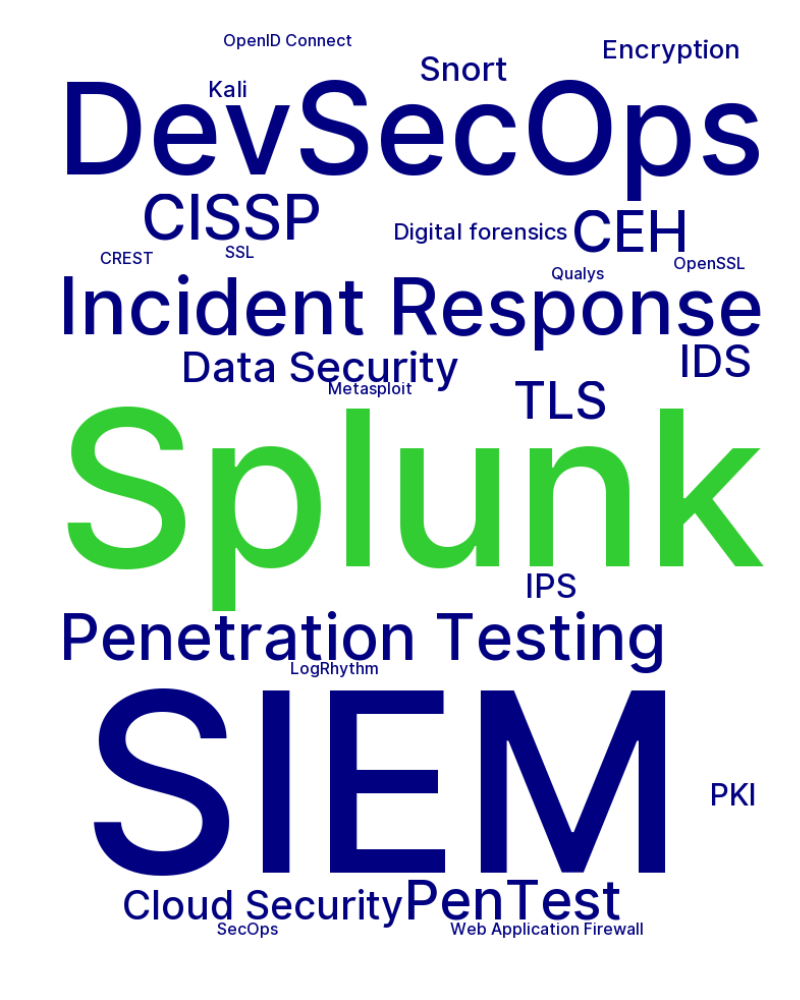 OpenID Connect
Encryption
Snort
Kali
DevSecOps
CISSP
Digital forensics
CEH
SSL
CREST
OpenSSL
Qualys
Incident Response
IDS
Data Security
Metasploit
TLS
Splunk
IPS
Penetration Testing
LogRhythm
SIEM
PKI
Cloud Security
PenTest
SecOps
Web Application Firewall